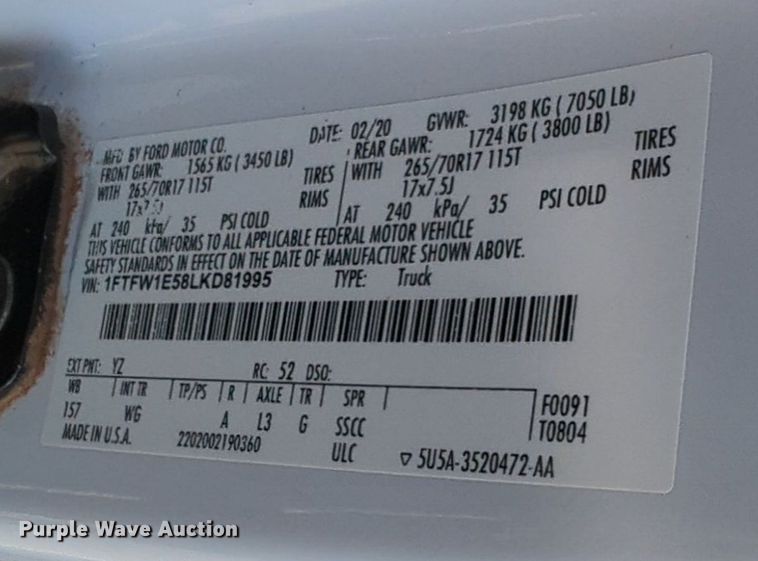 MFD BY FORD MOTOR CO. DATE: 02/20 GVWR: 3198 KG (7050 LB)
FRONT GAWR: 1565 KG (3450 LB) REAR GAWR: 1724 KG (3800 LB)
WITH 265/70R17 115T TIRES WITH 265/70R17 115T TIRES
17x7.5J RIMS 17x7.5J RIMS
AT 240 kPa/ 35 PSI COLD AT 240 kPa/ 35 PSI COLD
THIS VEHICLE CONFORMS TO ALL APPLICABLE FEDERAL MOTOR VEHICLE
SAFETY STANDARDS IN EFFECT ON THE DATE OF MANUFACTURE SHOWN ABOVE.
VIN: 1FTFW1E58LKD81995 TYPE: Truck
EXT PNT: YZ RC: 52 DSO:
WB INT TR TP/PS R AXLE TR SPR F0091
157 WG A L3 G SSCC T0804
MADE IN U.S.A. 2202002190360 ULC ▽ 5U5A-3520472-AA
Purple Wave Auction